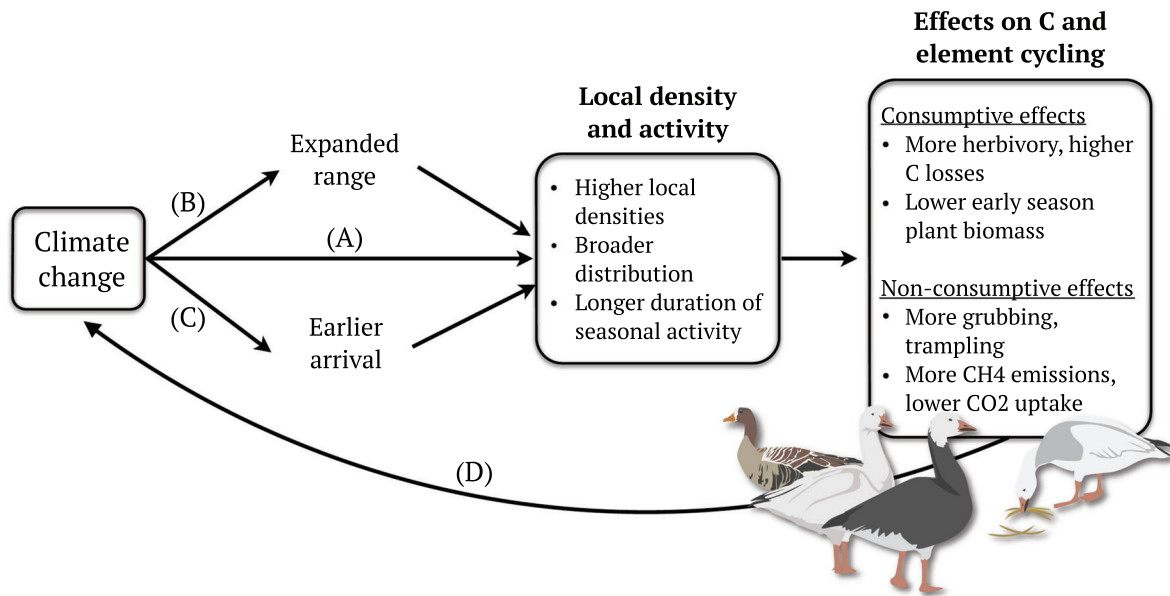 Effects on C and
element cycling
Local density
and activity
Expanded
range
(B)
(A)
Climate
change
(C)
Earlier
arrival
• Higher local
densities
• Broader
distribution
• Longer duration of
seasonal activity
Consumptive effects
• More herbivory, higher
C losses
• Lower early season
plant biomass
Non-consumptive effects
• More grubbing,
trampling
• More CH4 emissions,
lower CO2 uptake
(D)